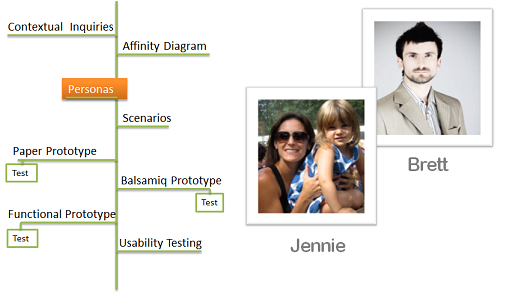 Contextual Inquiries
Affinity Diagram
Personas
Scenarios
Paper Prototype
Test
Balsamiq Prototype
Test
Functional Prototype
Test
Usability Testing
Brett
Jennie